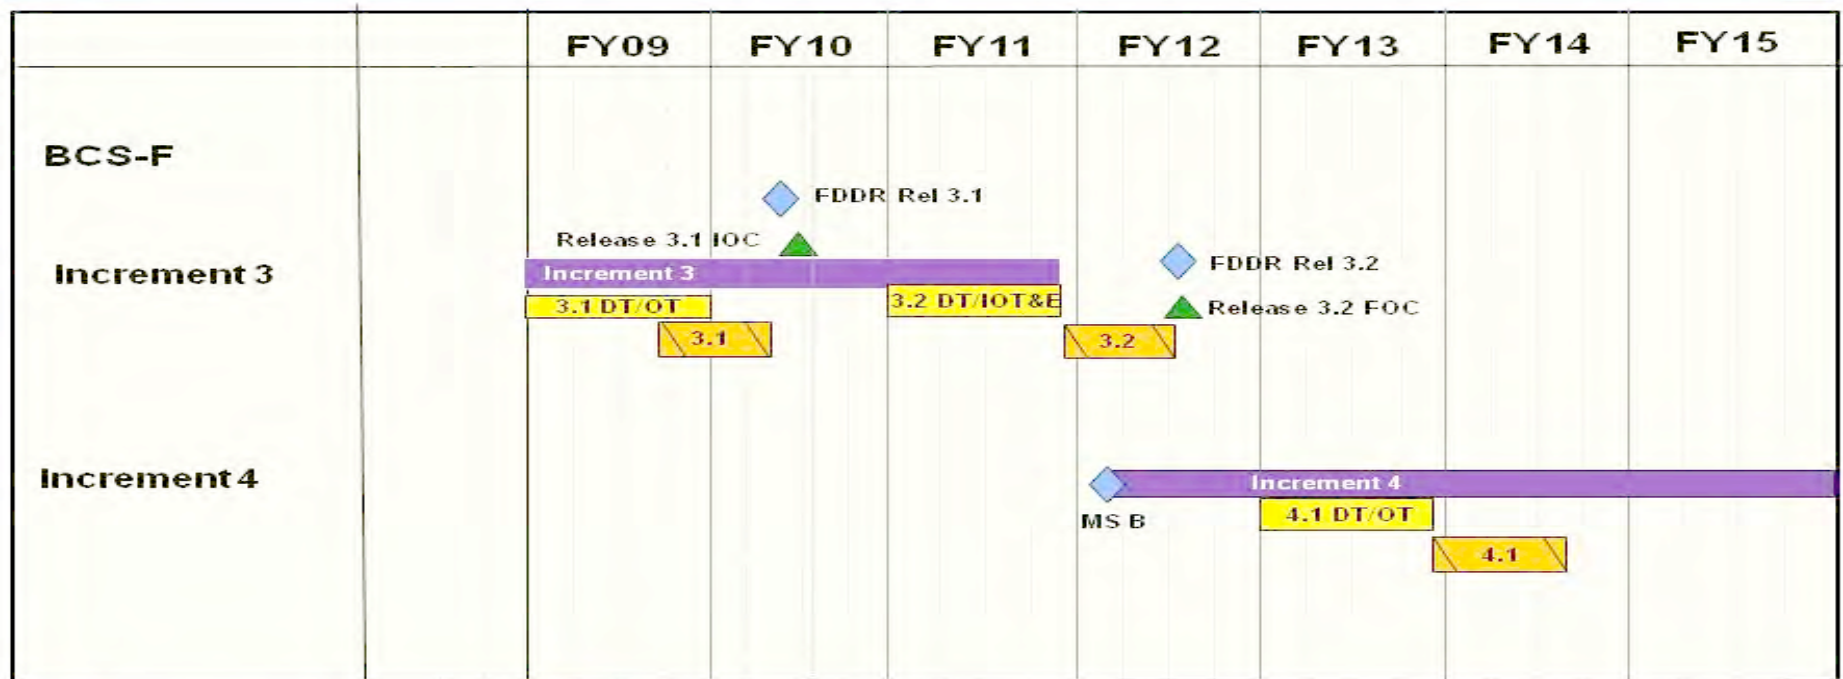 FY09 FY10 FY11 FY12 FY13 FY14 FY15
BCS-F
FDDR Rel 3.1
Release 3.1 IOC
FDDR Rel 3.2
Increment 3
Increment 3
3.1 DT/OT
3.2 DT/IOT&E
Release 3.2 FOC
3.1
3.2
Increment 4
Increment 4
MS B
4.1 DT/OT
4.1